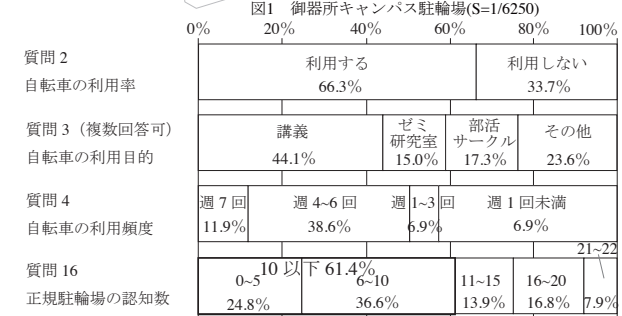 図1 御器所キャンパス駐輪場(S=1/6250)
0% 20% 40% 60% 80% 100%
質問 2
自転車の利用率
利用する 利用しない
66.3% 33.7%
質問 3（複数回答可）
自転車の利用目的
講義 ゼミ研究室 部活サークル その他
44.1% 15.0% 17.3% 23.6%
質問 4
自転車の利用頻度
週 7 回 週 4~6 回 週 1~3 回 週 1 回未満
11.9% 38.6% 6.9% 6.9%
21~22
質問 16
正規駐輪場の認知数
10 以下 61.4%
0~5 6~10 11~15 16~20
24.8% 36.6% 13.9% 16.8% 7.9%